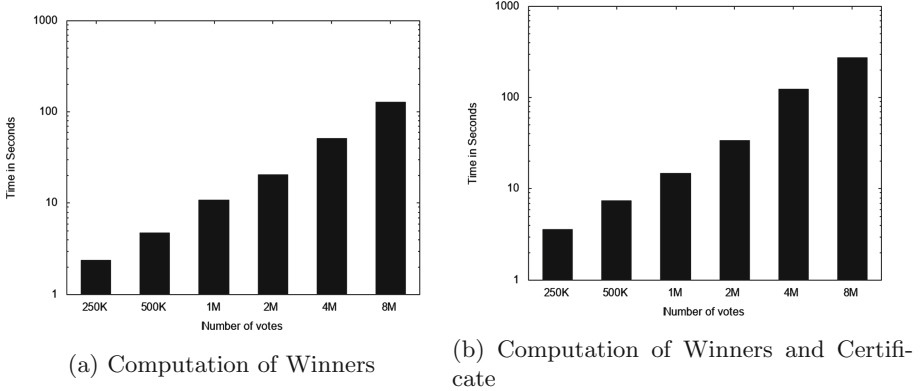 1000
100
10
1
Time in Seconds
250K 500K 1M 2M 4M 8M
Number of votes
(a) Computation of Winners
1000
100
10
1
Time in Seconds
250K 500K 1M 2M 4M 8M
Number of votes
(b) Computation of Winners and Certifi-
cate